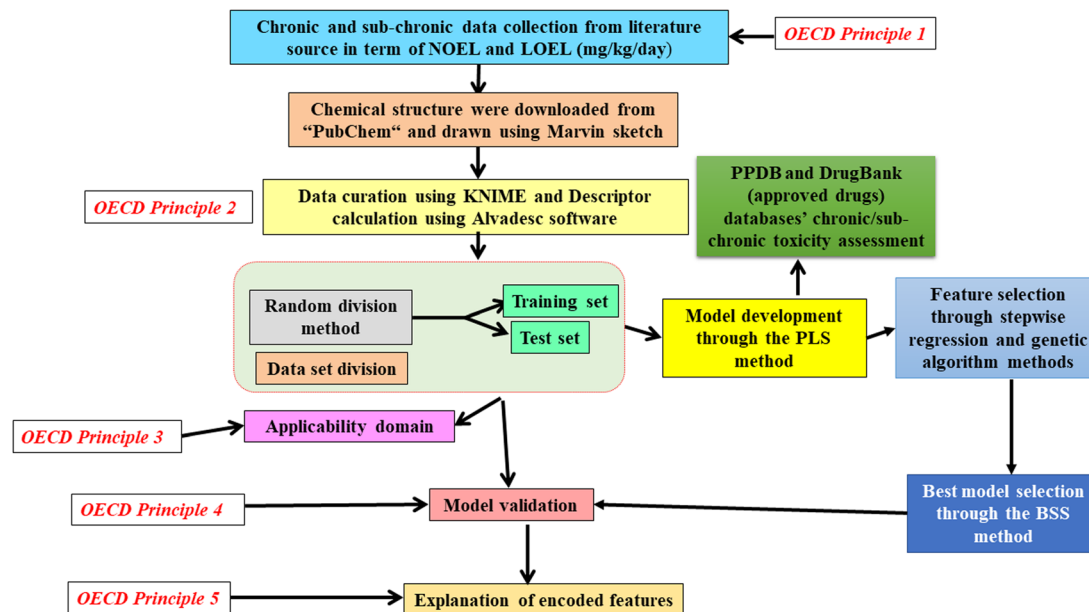 Chronic and sub-chronic data collection from literature
source in term of NOEL and LOEL (mg/kg/day)
OECD Principle 1
Chemical structure were downloaded from
“PubChem“ and drawn using Marvin sketch
OECD Principle 2
Data curation using KNIME and Descriptor
calculation using Alvadesc software
PPDB and DrugBank
(approved drugs)
databases’ chronic/sub-
chronic toxicity assessment
Random division
method
Training set
Test set
Data set division
Model development
through the PLS
method
Feature selection
through stepwise
regression and genetic
algorithm methods
OECD Principle 3
Applicability domain
OECD Principle 4
Model validation
Best model selection
through the BSS
method
OECD Principle 5
Explanation of encoded features